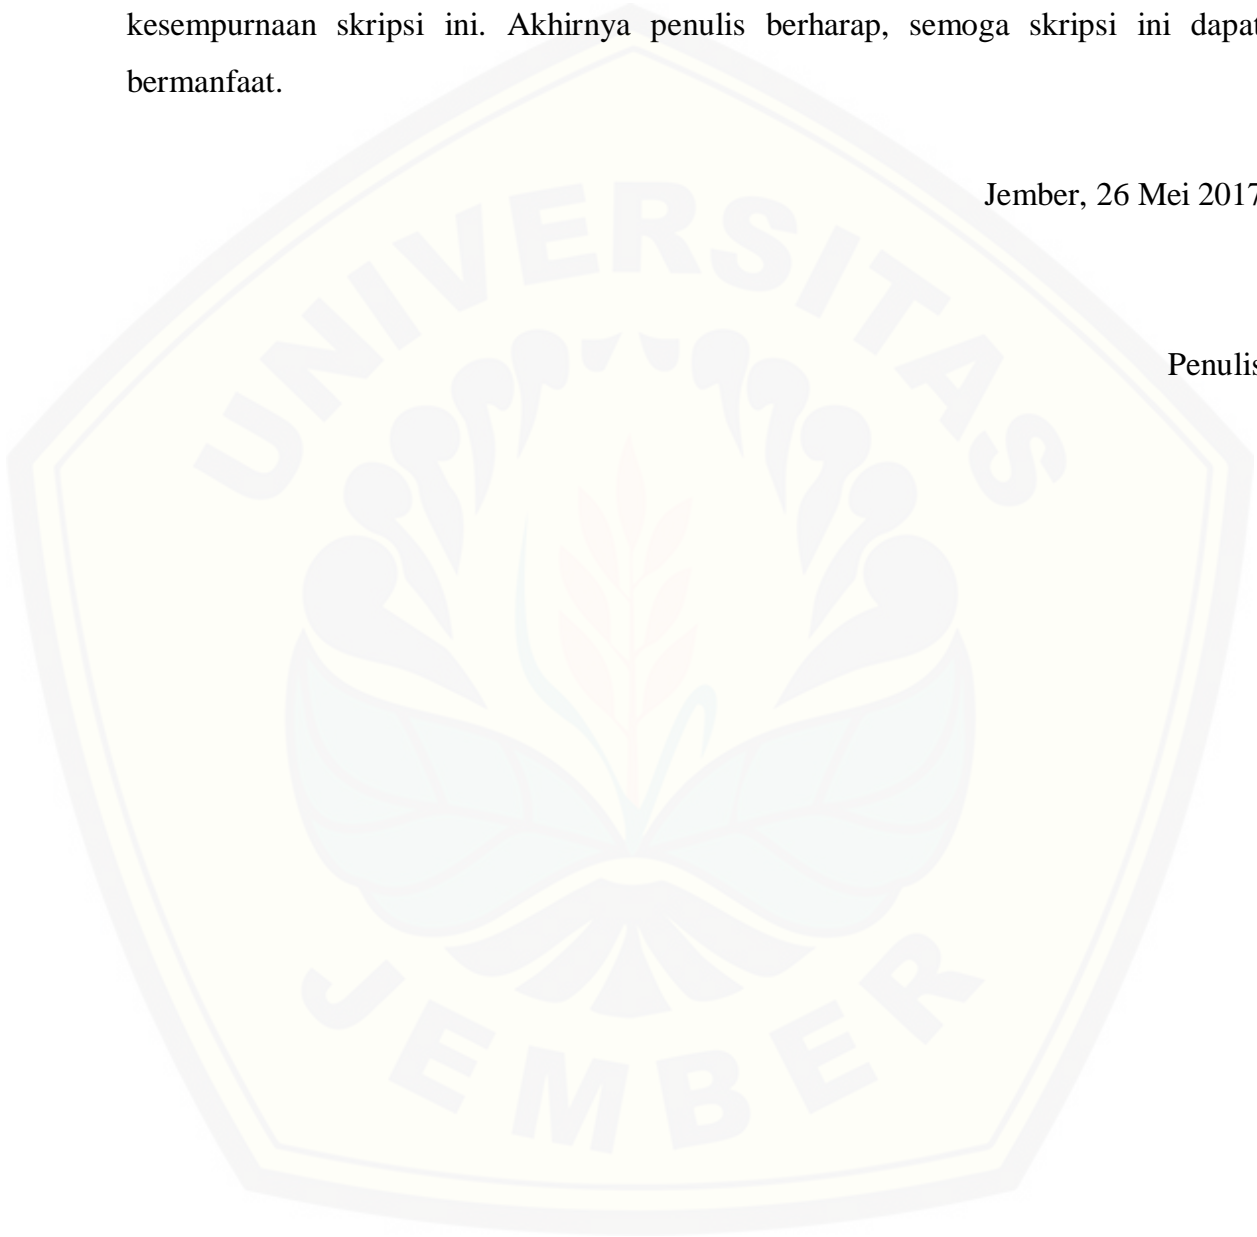 kesempurnaan skripsi ini. Akhirnya penulis berharap, semoga skripsi ini dapat
bermanfaat.
Jember, 26 Mei 2017
Penulis
UNIVERSITAS
JEMBER